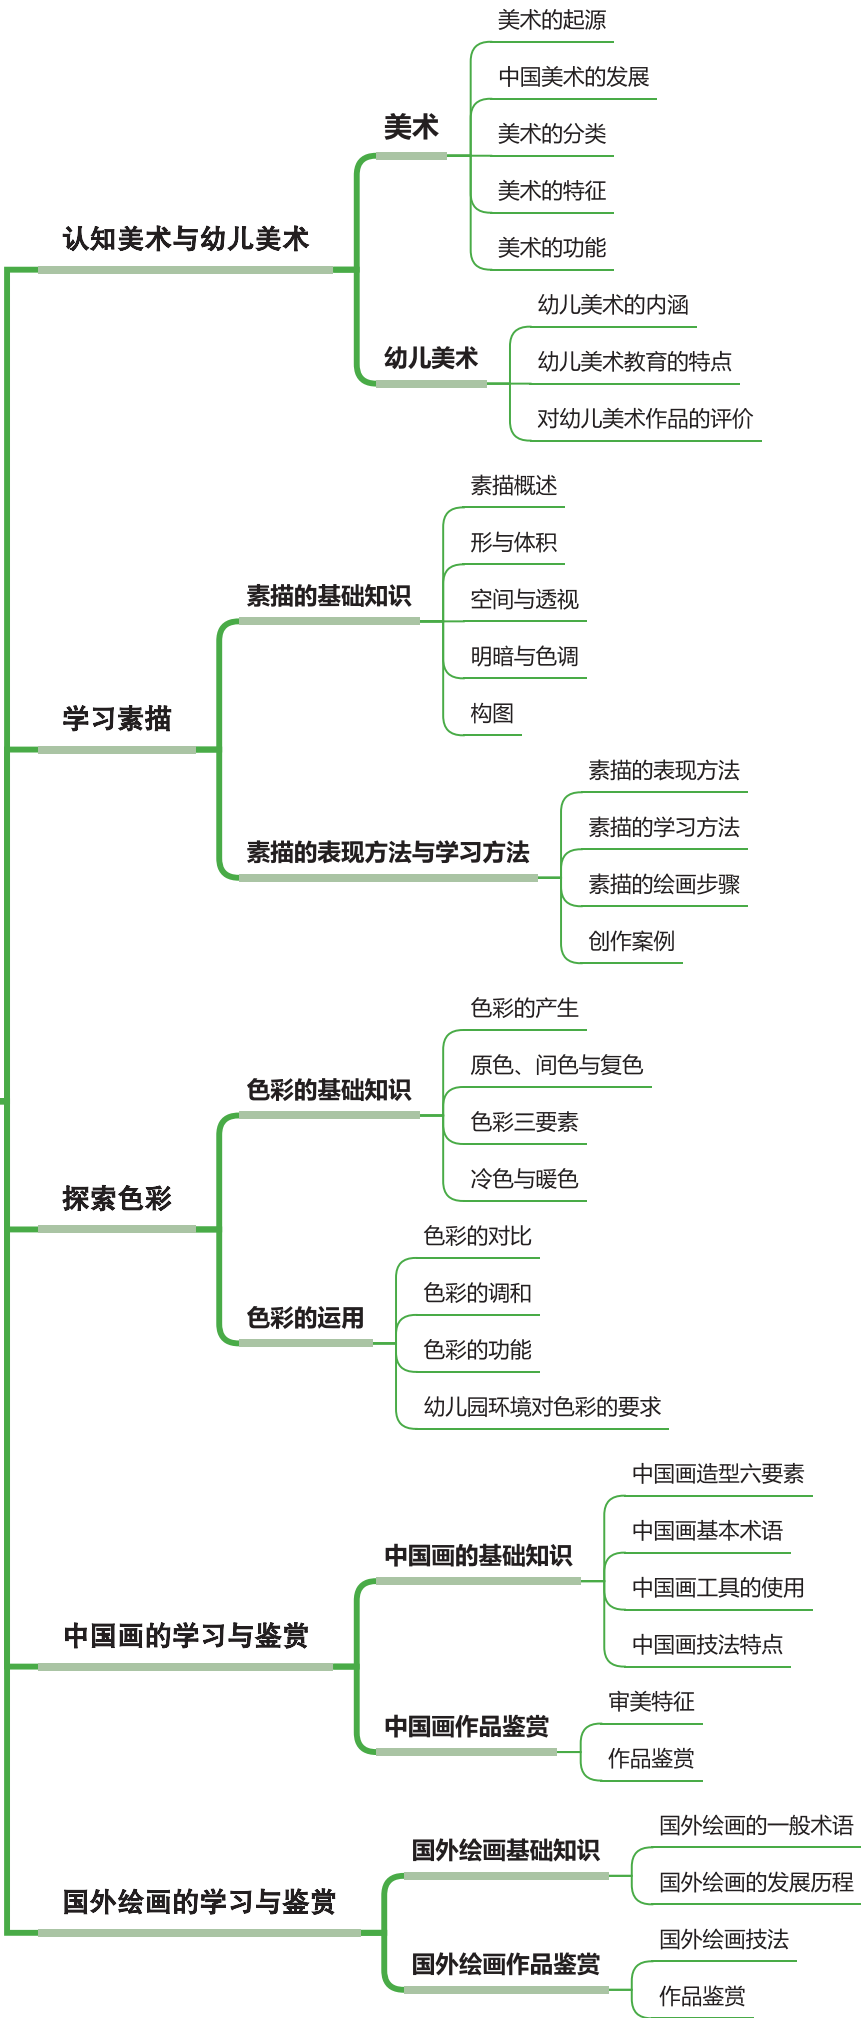 认知美术与幼儿美术
美术
美术的起源
中国美术的发展
美术的分类
美术的特征
美术的功能
幼儿美术
幼儿美术的内涵
幼儿美术教育的特点
对幼儿美术作品的评价
学习素描
素描的基础知识
素描概述
形与体积
空间与透视
明暗与色调
构图
素描的表现方法与学习方法
素描的表现方法
素描的学习方法
素描的绘画步骤
创作案例
探索色彩
色彩的基础知识
色彩的产生
原色、间色与复色
色彩三要素
冷色与暖色
色彩的运用
色彩的对比
色彩的调和
色彩的功能
幼儿园环境对色彩的要求
中国画的学习与鉴赏
中国画的基础知识
中国画造型六要素
中国画基本术语
中国画工具的使用
中国画技法特点
中国画作品鉴赏
审美特征
作品鉴赏
国外绘画的学习与鉴赏
国外绘画基础知识
国外绘画的一般术语
国外绘画的发展历程
国外绘画作品鉴赏
国外绘画技法
作品鉴赏